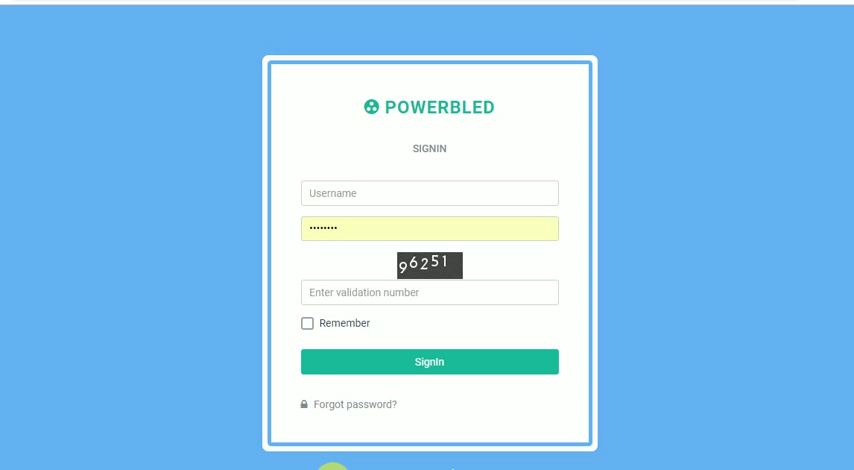 POWERBLED
SIGNIN
Username
••••••••
96251
Enter validation number
Remember
SignIn
Forgot password?